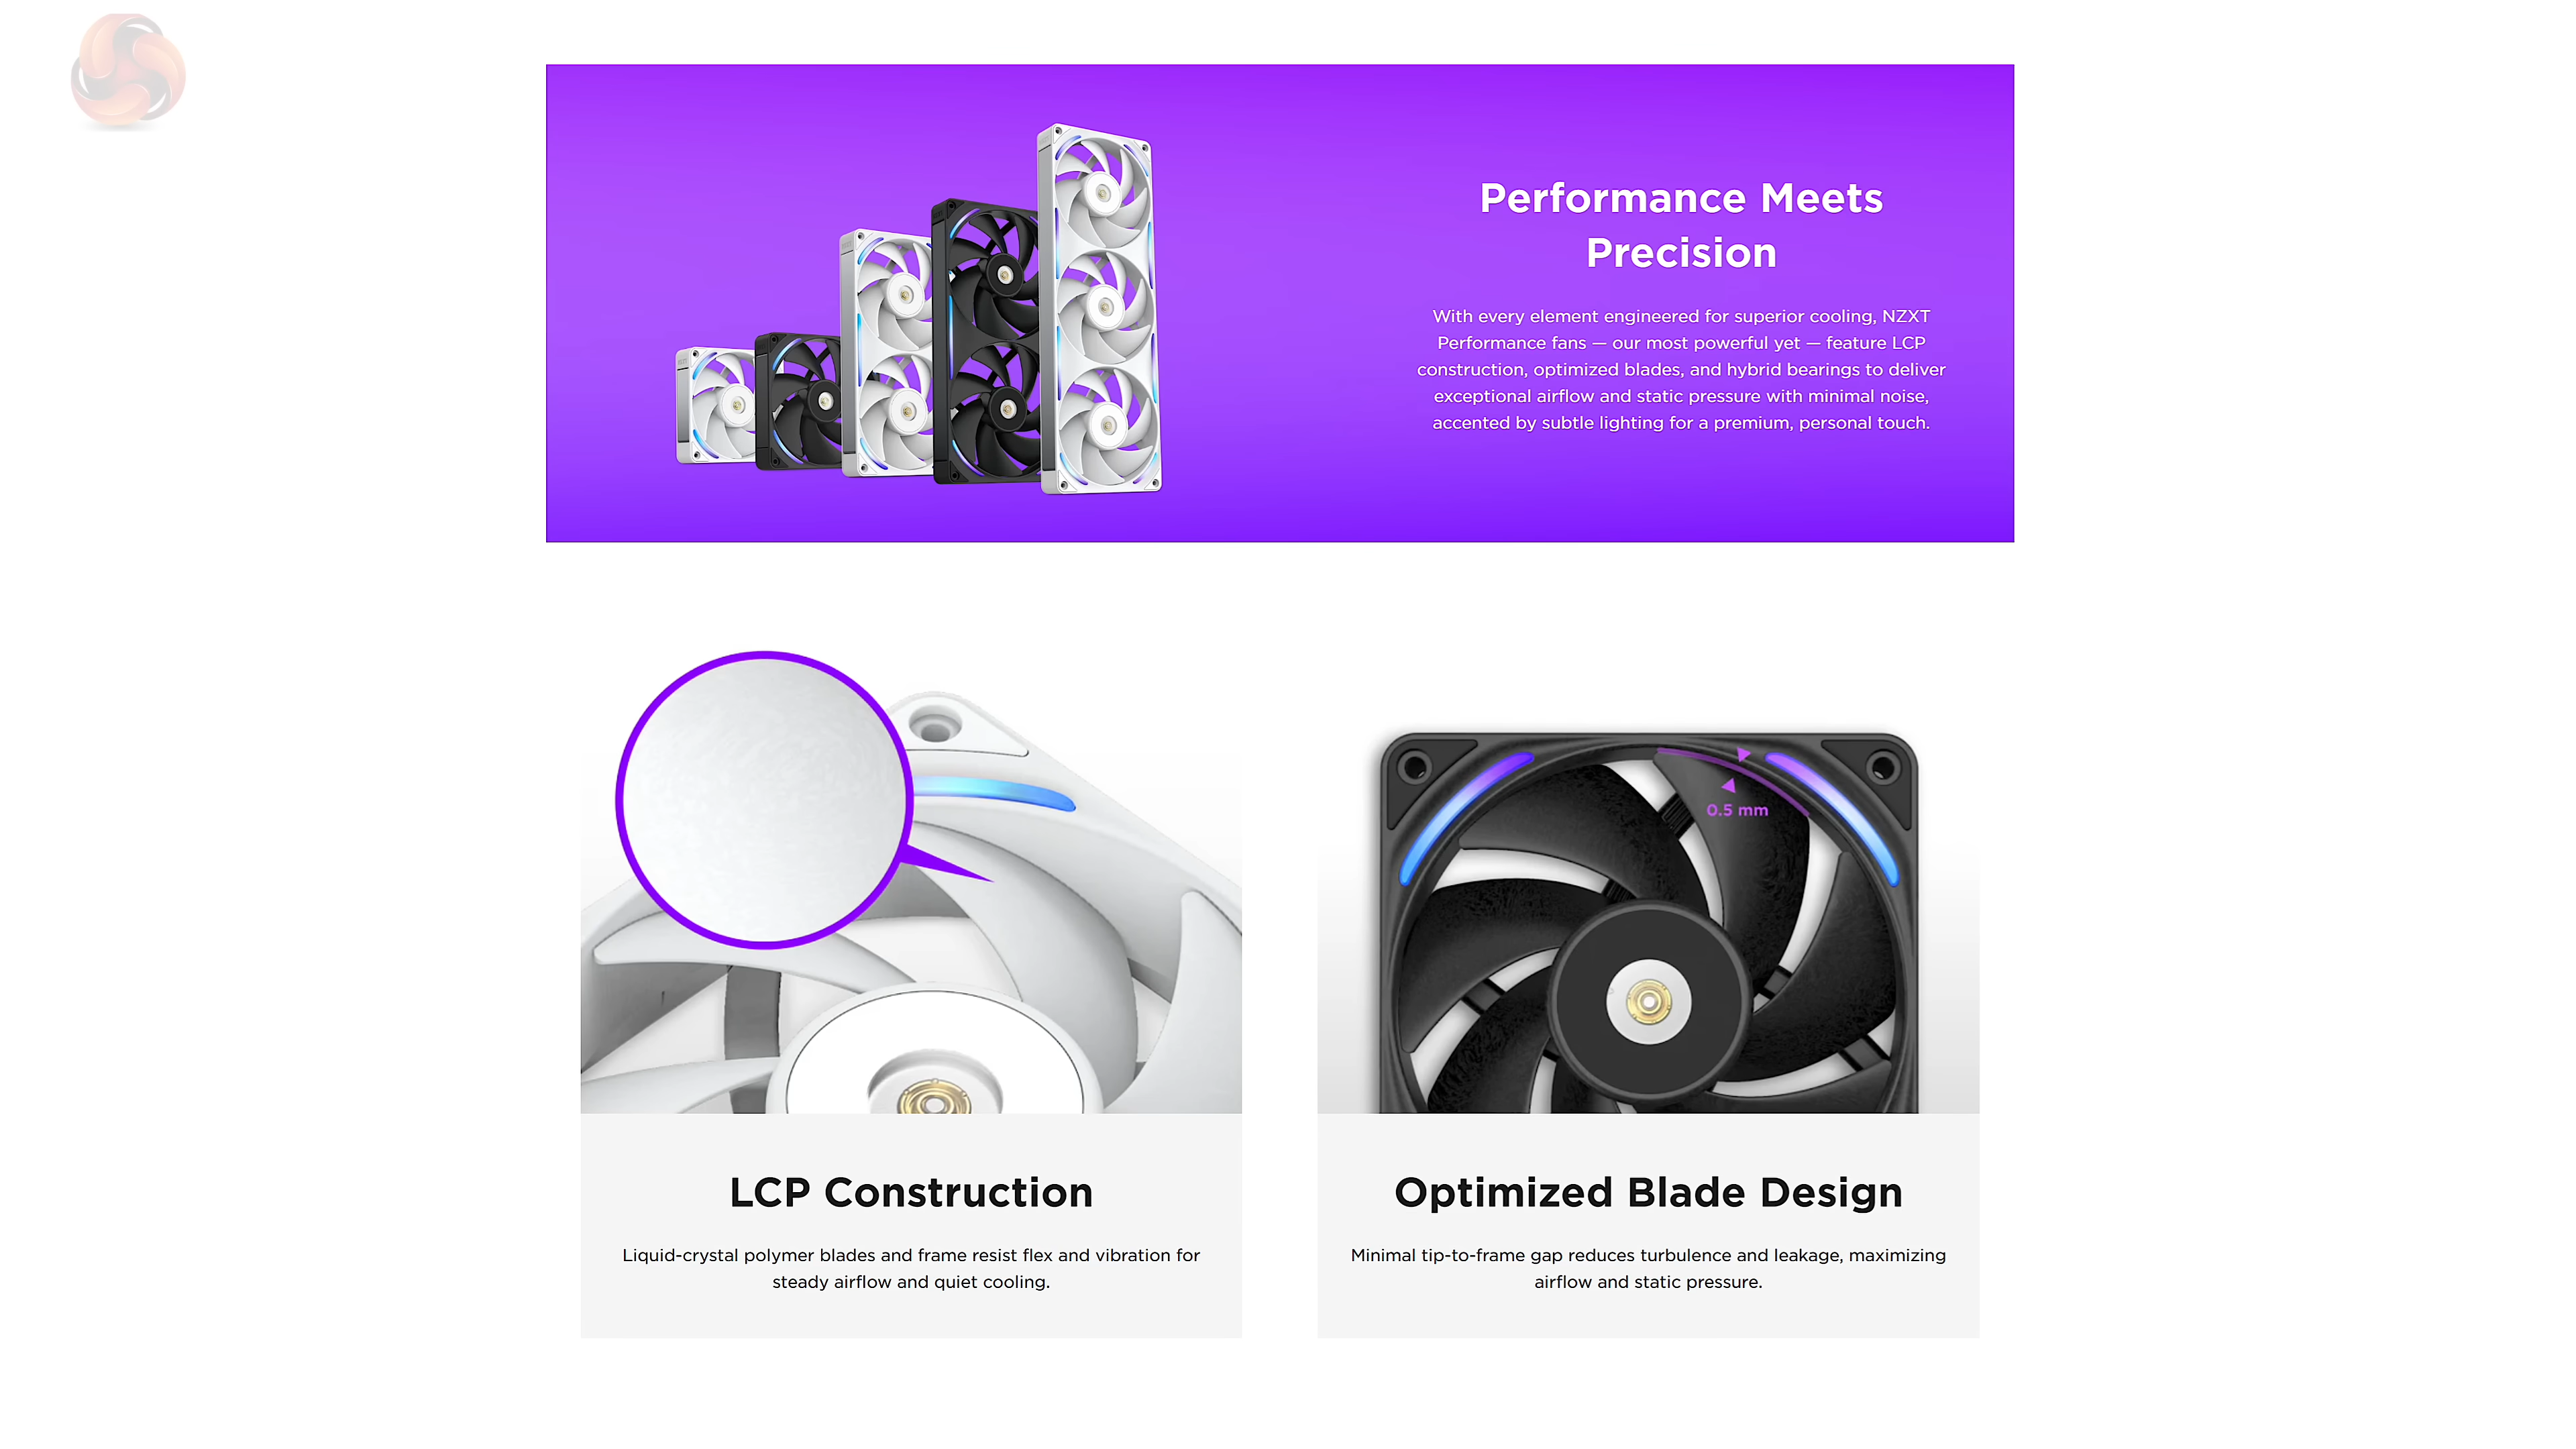 Performance Meets
Precision
With every element engineered for superior cooling, NZXT
Performance fans — our most powerful yet — feature LCP
construction, optimized blades, and hybrid bearings to deliver
exceptional airflow and static pressure with minimal noise,
accented by subtle lighting for a premium, personal touch.
0.5 mm
LCP Construction
Liquid-crystal polymer blades and frame resist flex and vibration for
steady airflow and quiet cooling.
Optimized Blade Design
Minimal tip-to-frame gap reduces turbulence and leakage, maximizing
airflow and static pressure.